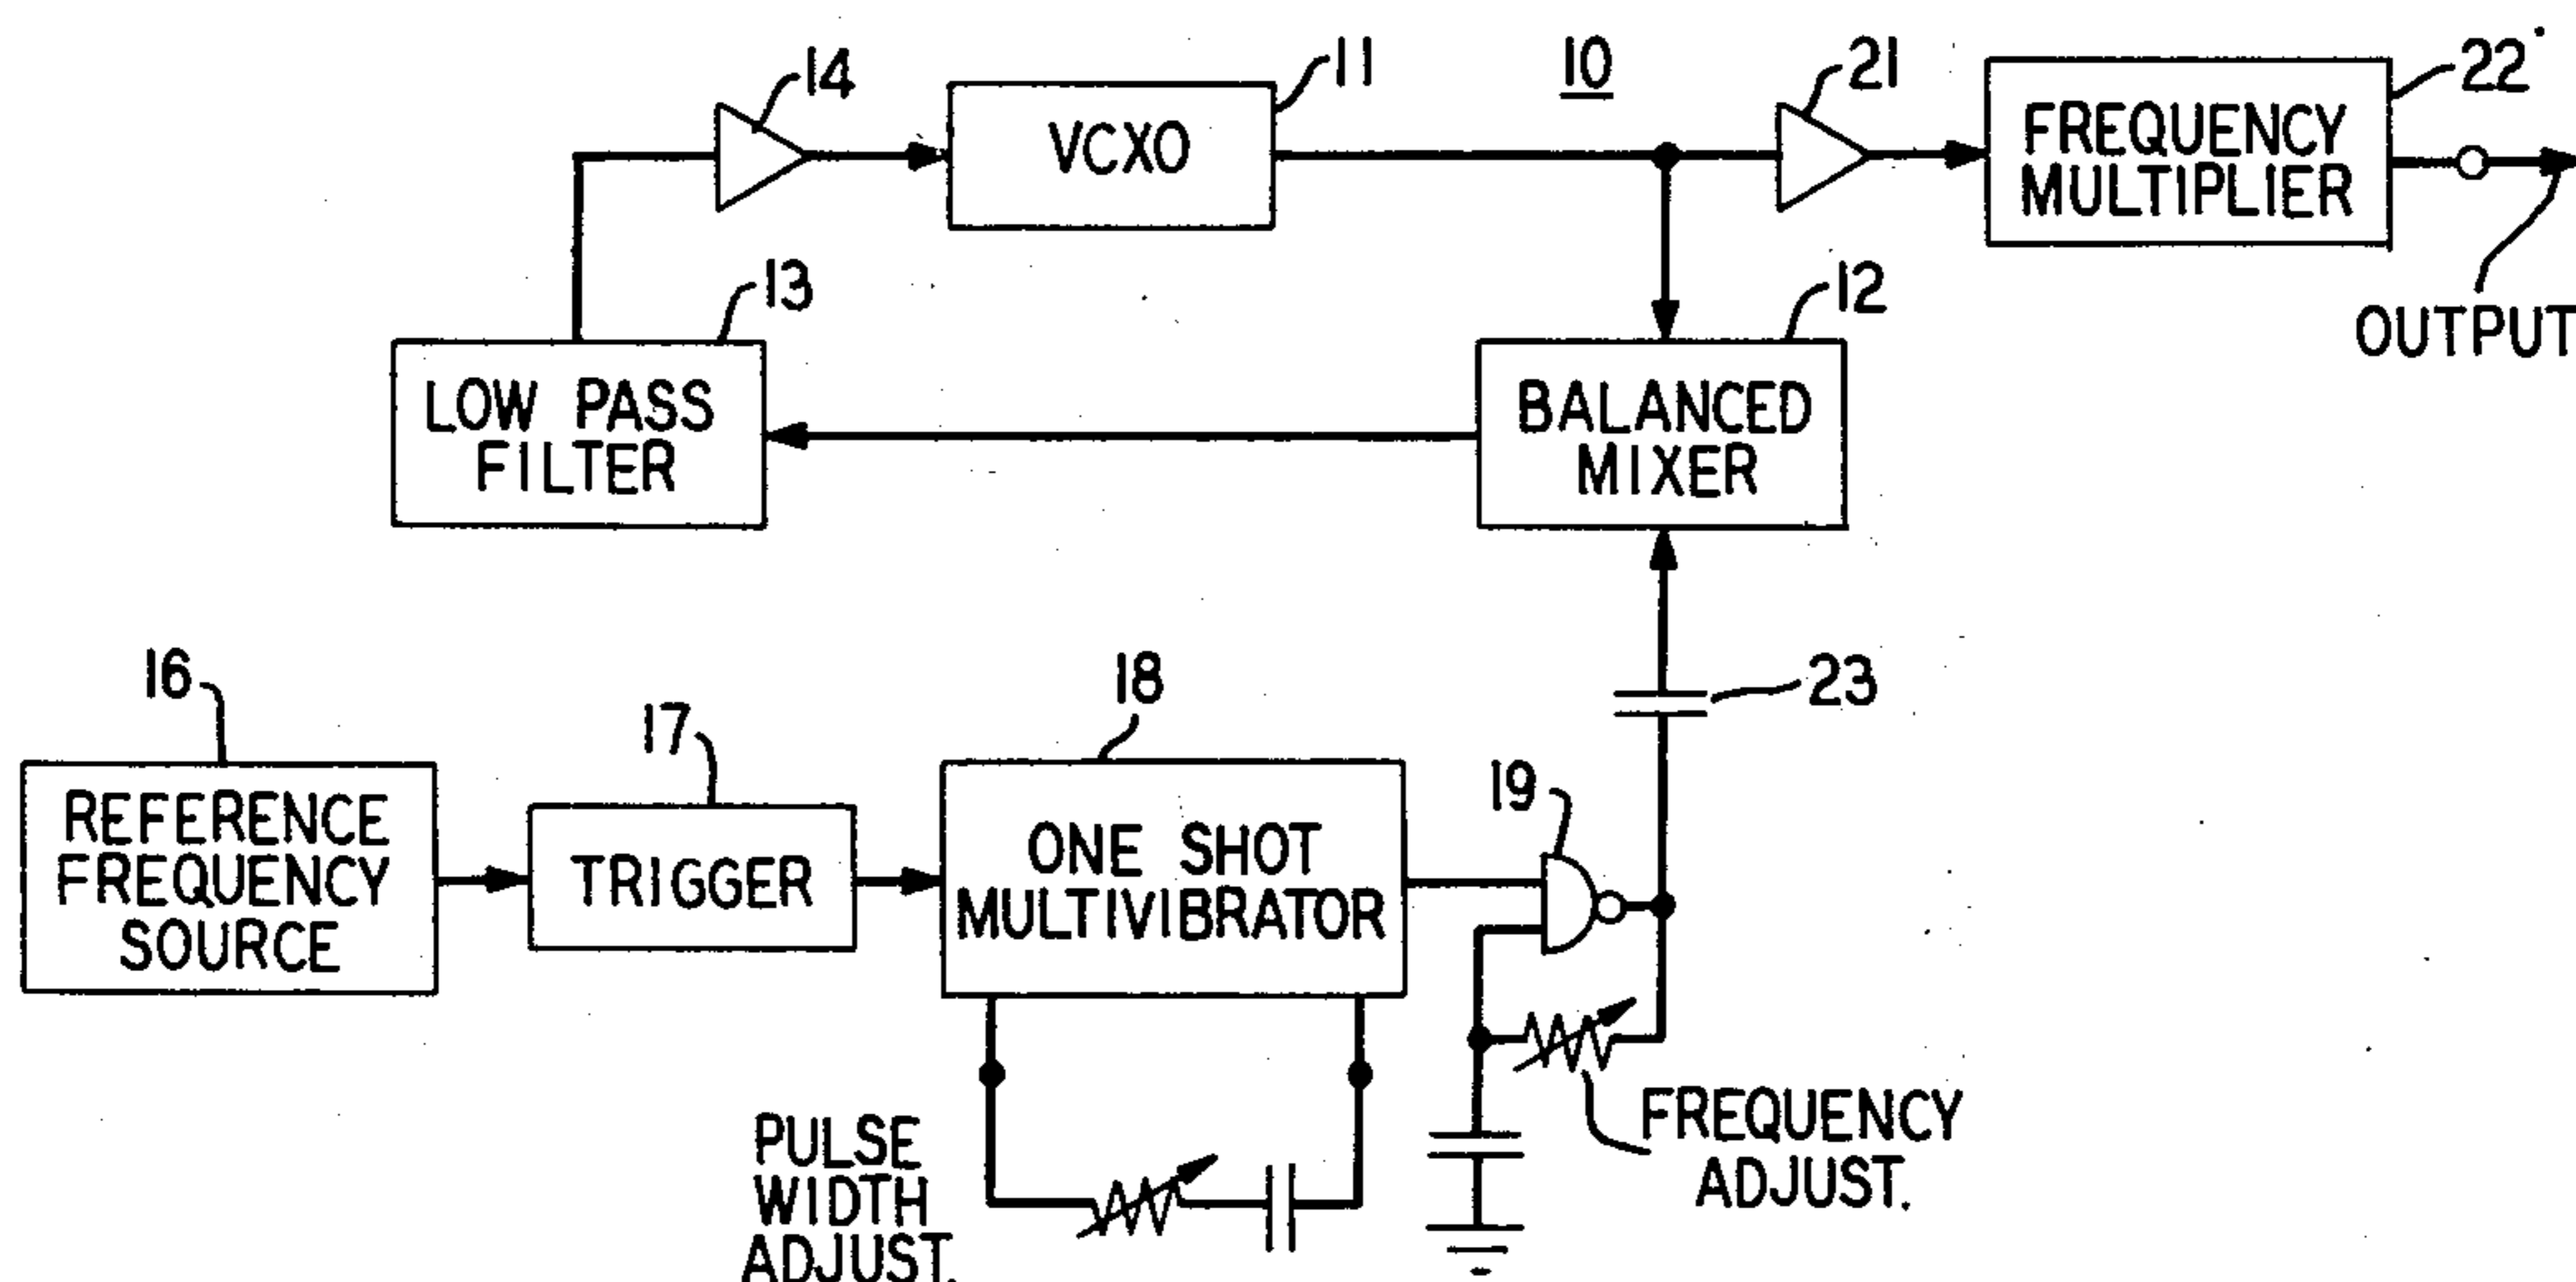 14
VCXO
11
10
21
FREQUENCY
MULTIPLIER
22
OUTPUT
13
LOW PASS
FILTER
12
BALANCED
MIXER
23
16
REFERENCE
FREQUENCY
SOURCE
17
TRIGGER
18
ONE SHOT
MULTIVIBRATOR
19
PULSE
WIDTH
ADJUST.
FREQUENCY
ADJUST.